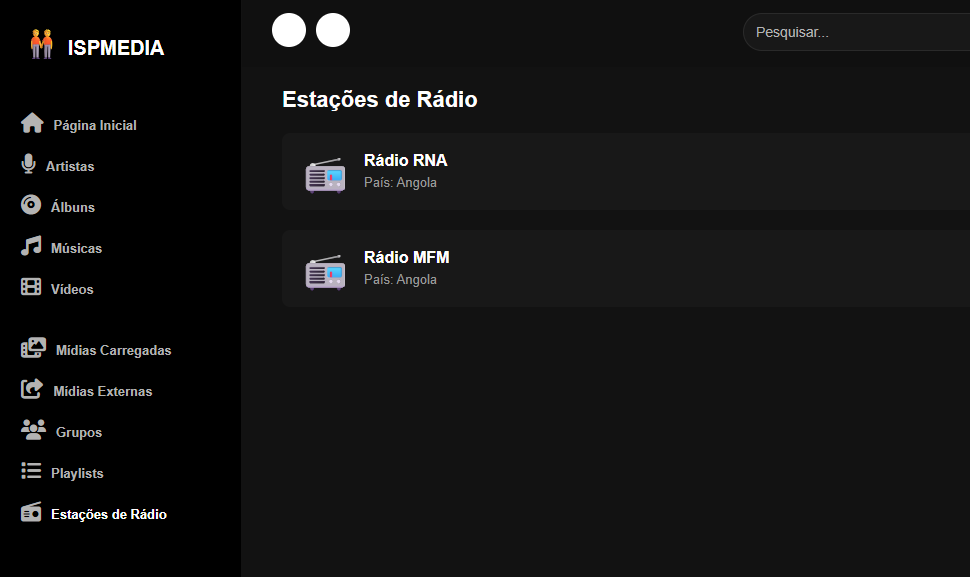 ISPMEDIA
Pesquisar...
Página Inicial
Artistas
Álbuns
Músicas
Vídeos
Mídias Carregadas
Mídias Externas
Grupos
Playlists
Estações de Rádio
Estações de Rádio
Rádio RNA
País: Angola
Rádio MFM
País: Angola